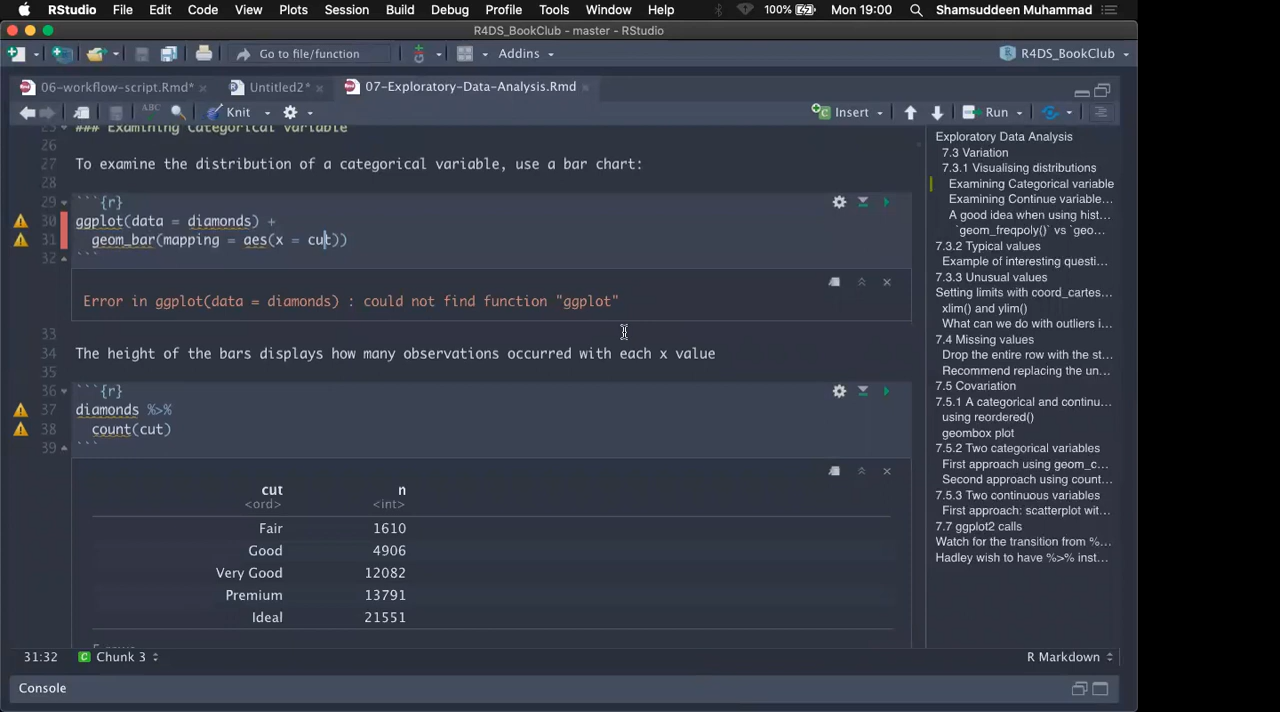 RStudio File Edit Code View Plots Session Build Debug Profile Tools Window Help 100% Mon 19:00 Shamsuddeen Muhammad
R4DS_BookClub - master - RStudio
Go to file/function Addins R4DS_BookClub
06-workflow-script.Rmd* Untitled2* 07-Exploratory-Data-Analysis.Rmd
ABC Knit Insert Run
25 ### Examining Categorical variable
26
27 To examine the distribution of a categorical variable, use a bar chart:
28
29 ```{r}
30 ggplot(data = diamonds) +
31 geom_bar(mapping = aes(x = cut))
32 ```
Error in ggplot(data = diamonds) : could not find function "ggplot"
33
34 The height of the bars displays how many observations occurred with each x value
35
36 ```{r}
37 diamonds %>%
38 count(cut)
39 ```
cut n
<ord> <int>
Fair 1610
Good 4906
Very Good 12082
Premium 13791
Ideal 21551
5 rows
Exploratory Data Analysis
7.3 Variation
7.3.1 Visualising distributions
Examining Categorical variable
Examining Continue variable...
A good idea when using hist...
`geom_freqpoly()` vs `geo...
7.3.2 Typical values
Example of interesting questi...
7.3.3 Unusual values
Setting limits with coord_cartes...
xlim() and ylim()
What can we do with outliers i...
7.4 Missing values
Drop the entire row with the st...
Recommend replacing the un...
7.5 Covariation
7.5.1 A categorical and continu...
using reordered()
geombox plot
7.5.2 Two categorical variables
First approach using geom_c...
Second approach using count...
7.5.3 Two continuous variables
First approach: scatterplot wit...
7.7 ggplot2 calls
Watch for the transition from %...
Hadley wish to have %>% inst...
31:32 Chunk 3 R Markdown
Console